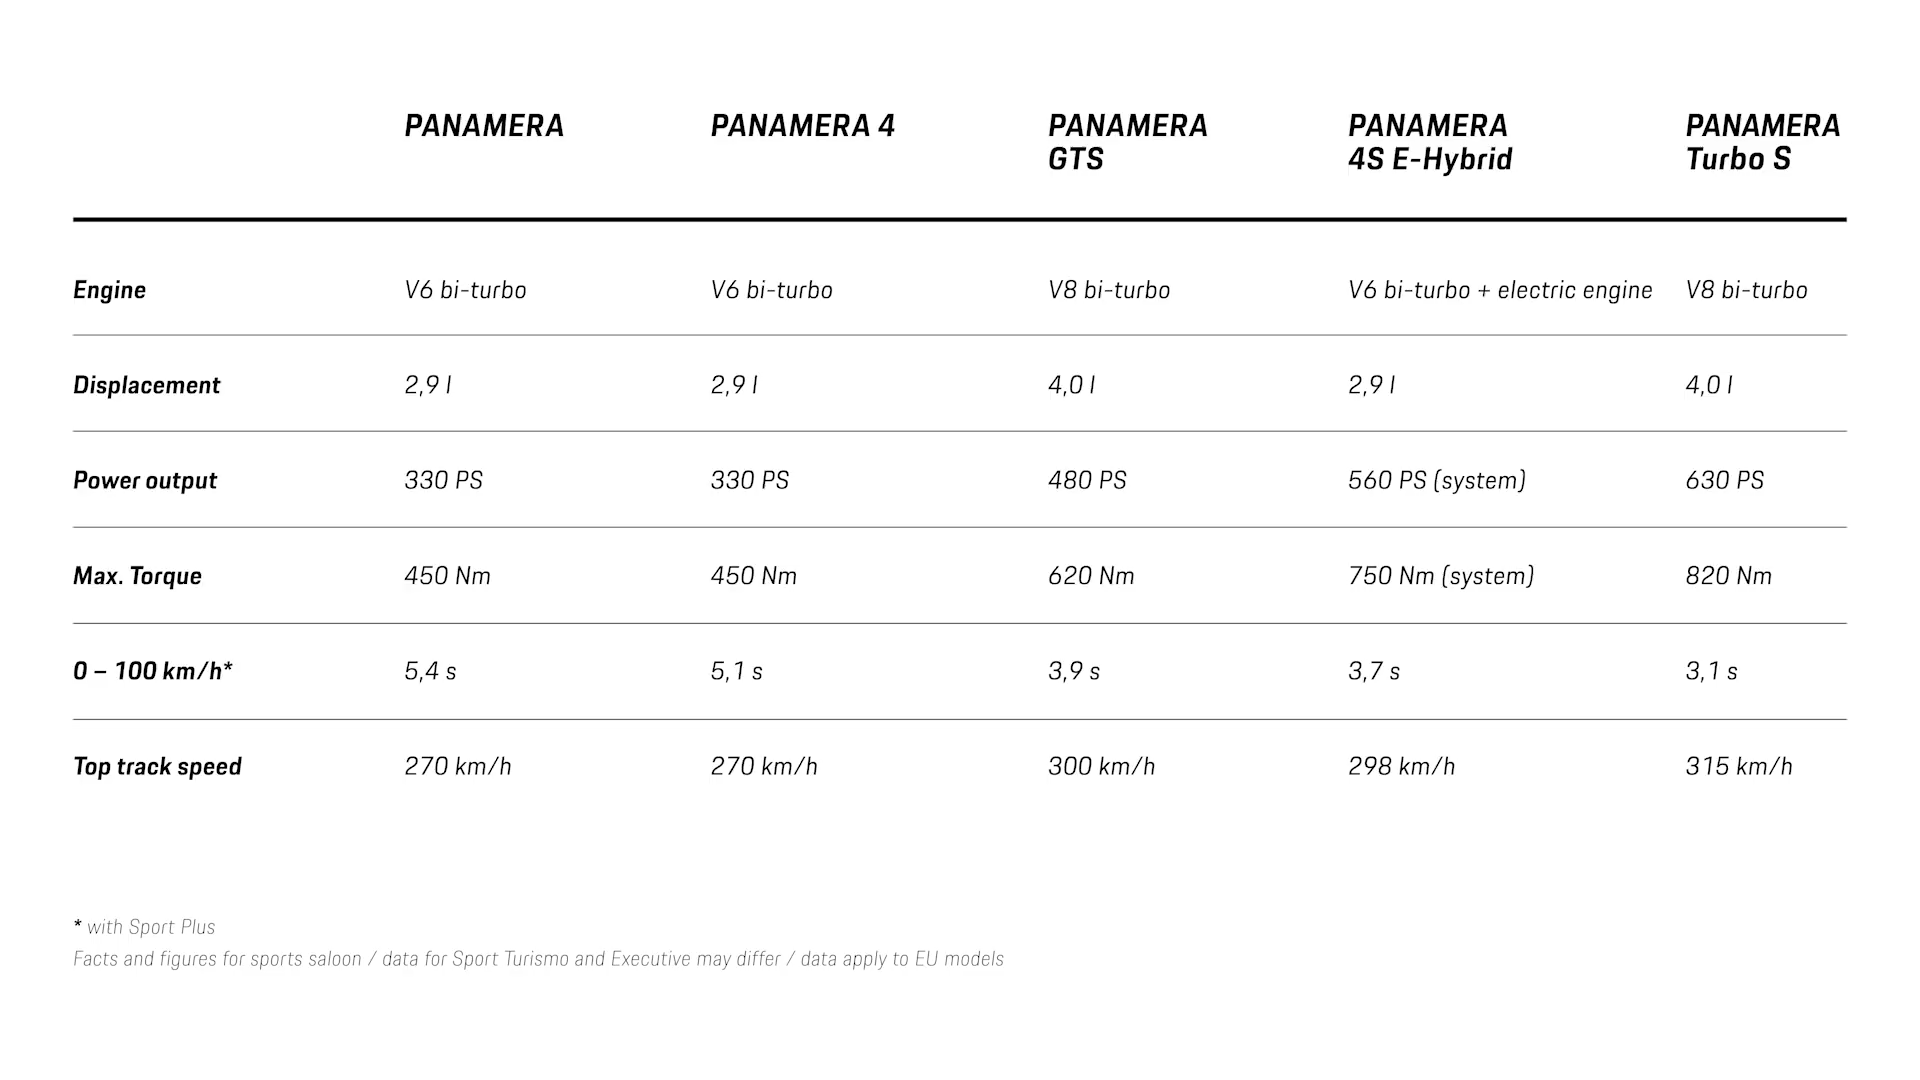 PANAMERA PANAMERA 4 PANAMERA GTS PANAMERA 4S E-Hybrid PANAMERA Turbo S
Engine V6 bi-turbo V6 bi-turbo V8 bi-turbo V6 bi-turbo + electric engine V8 bi-turbo
Displacement 2,9 l 2,9 l 4,0 l 2,9 l 4,0 l
Power output 330 PS 330 PS 480 PS 560 PS (system) 630 PS
Max. Torque 450 Nm 450 Nm 620 Nm 750 Nm (system) 820 Nm
0 – 100 km/h* 5,4 s 5,1 s 3,9 s 3,7 s 3,1 s
Top track speed 270 km/h 270 km/h 300 km/h 298 km/h 315 km/h
* with Sport Plus
Facts and figures for sports saloon / data for Sport Turismo and Executive may differ / data apply to EU models